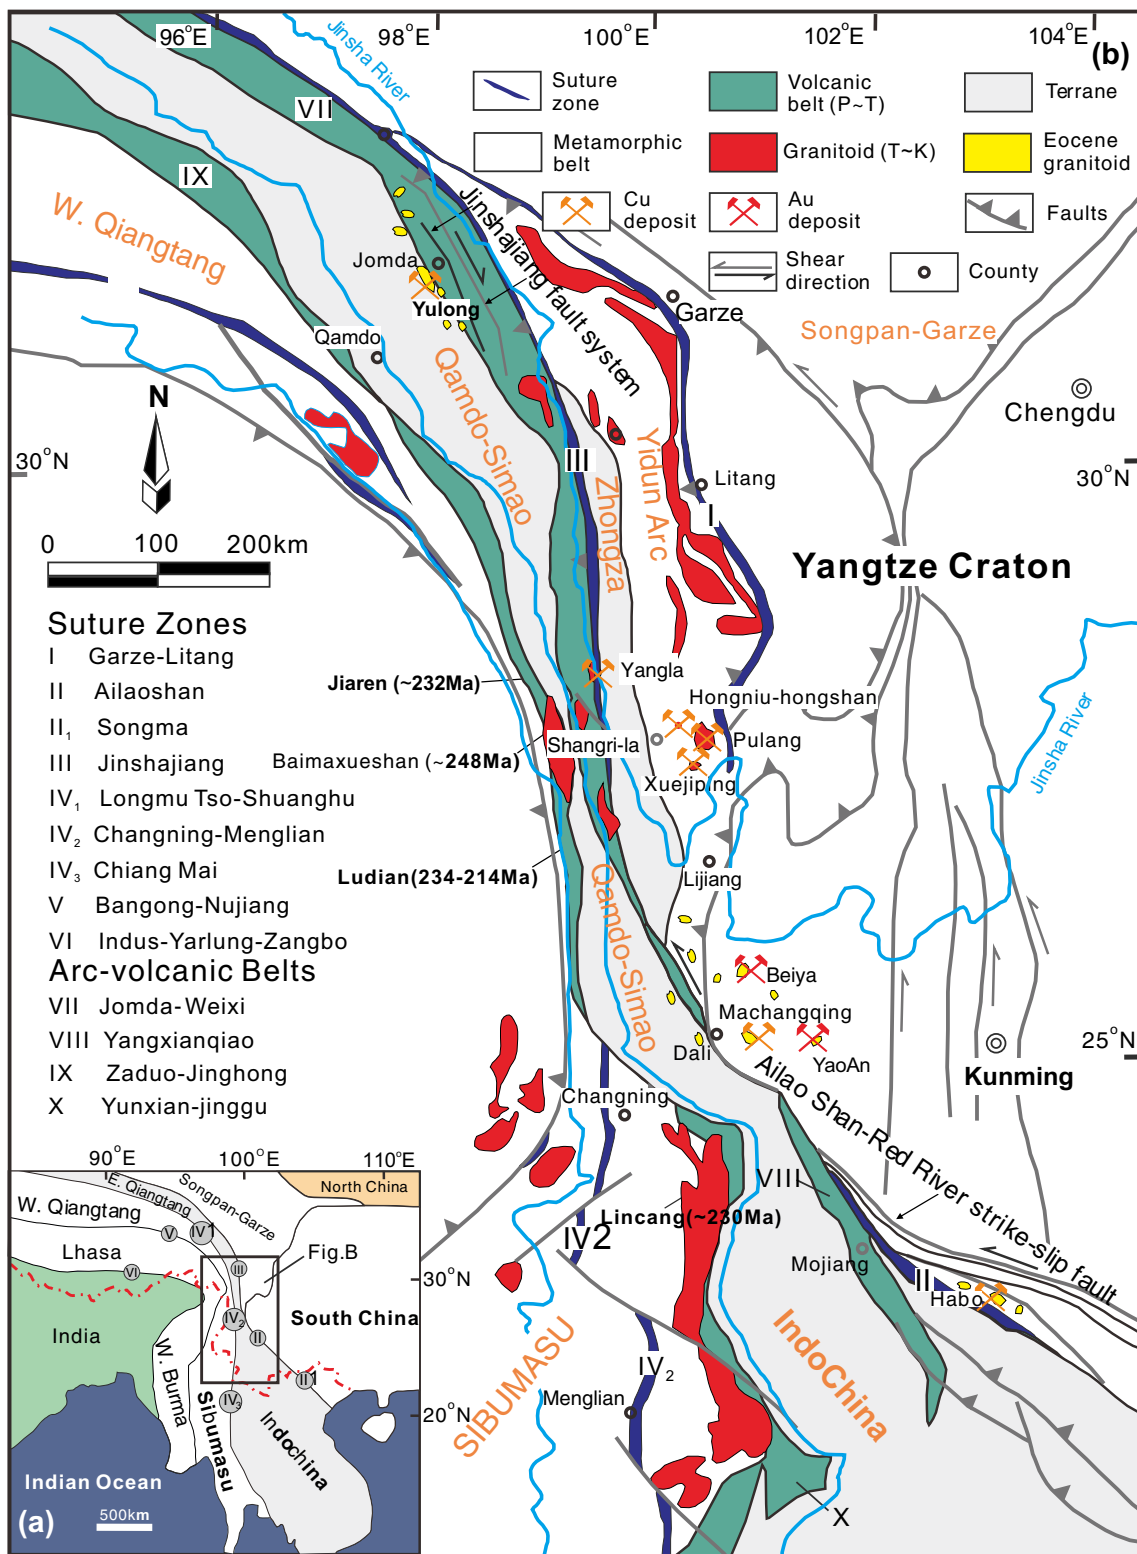 96°E
98°E
100°E
102°E
104°E
(b)
Jinsha River
Suture
zone
Volcanic
belt (P~T)
Terrane
Metamorphic
belt
Granitoid (T~K)
Eocene
granitoid
Cu
deposit
Au
deposit
Faults
Shear
direction
County
VII
IX
W. Qiangtang
Jomda
Yulong
Jinshajiang fault system
Garze
Songpan-Garze
Qamdo
Chengdu
N
Qamdo-Simao
III
Zhongza
Yidun Arc
Litang
I
30°N
30°N
0 100 200km
Yangtze Craton
Suture Zones
I Garze-Litang
II Ailaoshan
II₁ Songma
III Jinshajiang
IV₁ Longmu Tso-Shuanghu
IV₂ Changning-Menglian
IV₃ Chiang Mai
V Bangong-Nujiang
VI Indus-Yarlung-Zangbo
Arc-volcanic Belts
VII Jomda-Weixi
VIII Yangxianqiao
IX Zaduo-Jinghong
X Yunxian-jinggu
Jiaren (~232Ma)
Yangla
Hongniu-hongshan
Shangri-la
Pulang
Baimaxueshan (~248Ma)
Xuejiping
Jinsha River
Ludian(234-214Ma)
Lijiang
Qamdo-Simao
Beiya
Machangqing
Dali
YaoAn
25°N
Kunming
Changning
Ailao Shan-Red River strike-slip fault
VIII
Lincang(~230Ma)
IV2
Mojiang
II
Habo
SIBUMASU
IndoChina
IV₂
Menglian
X
90°E
100°E
110°E
E. Qiangtang
Songpan-Garze
North China
W. Qiangtang
V
IV1
Lhasa
III
Fig.B
VI
30°N
India
IV₂
II
South China
W. Burma
II1
Sibumasu
IV₃
Indochina
20°N
Indian Ocean
(a)
500km